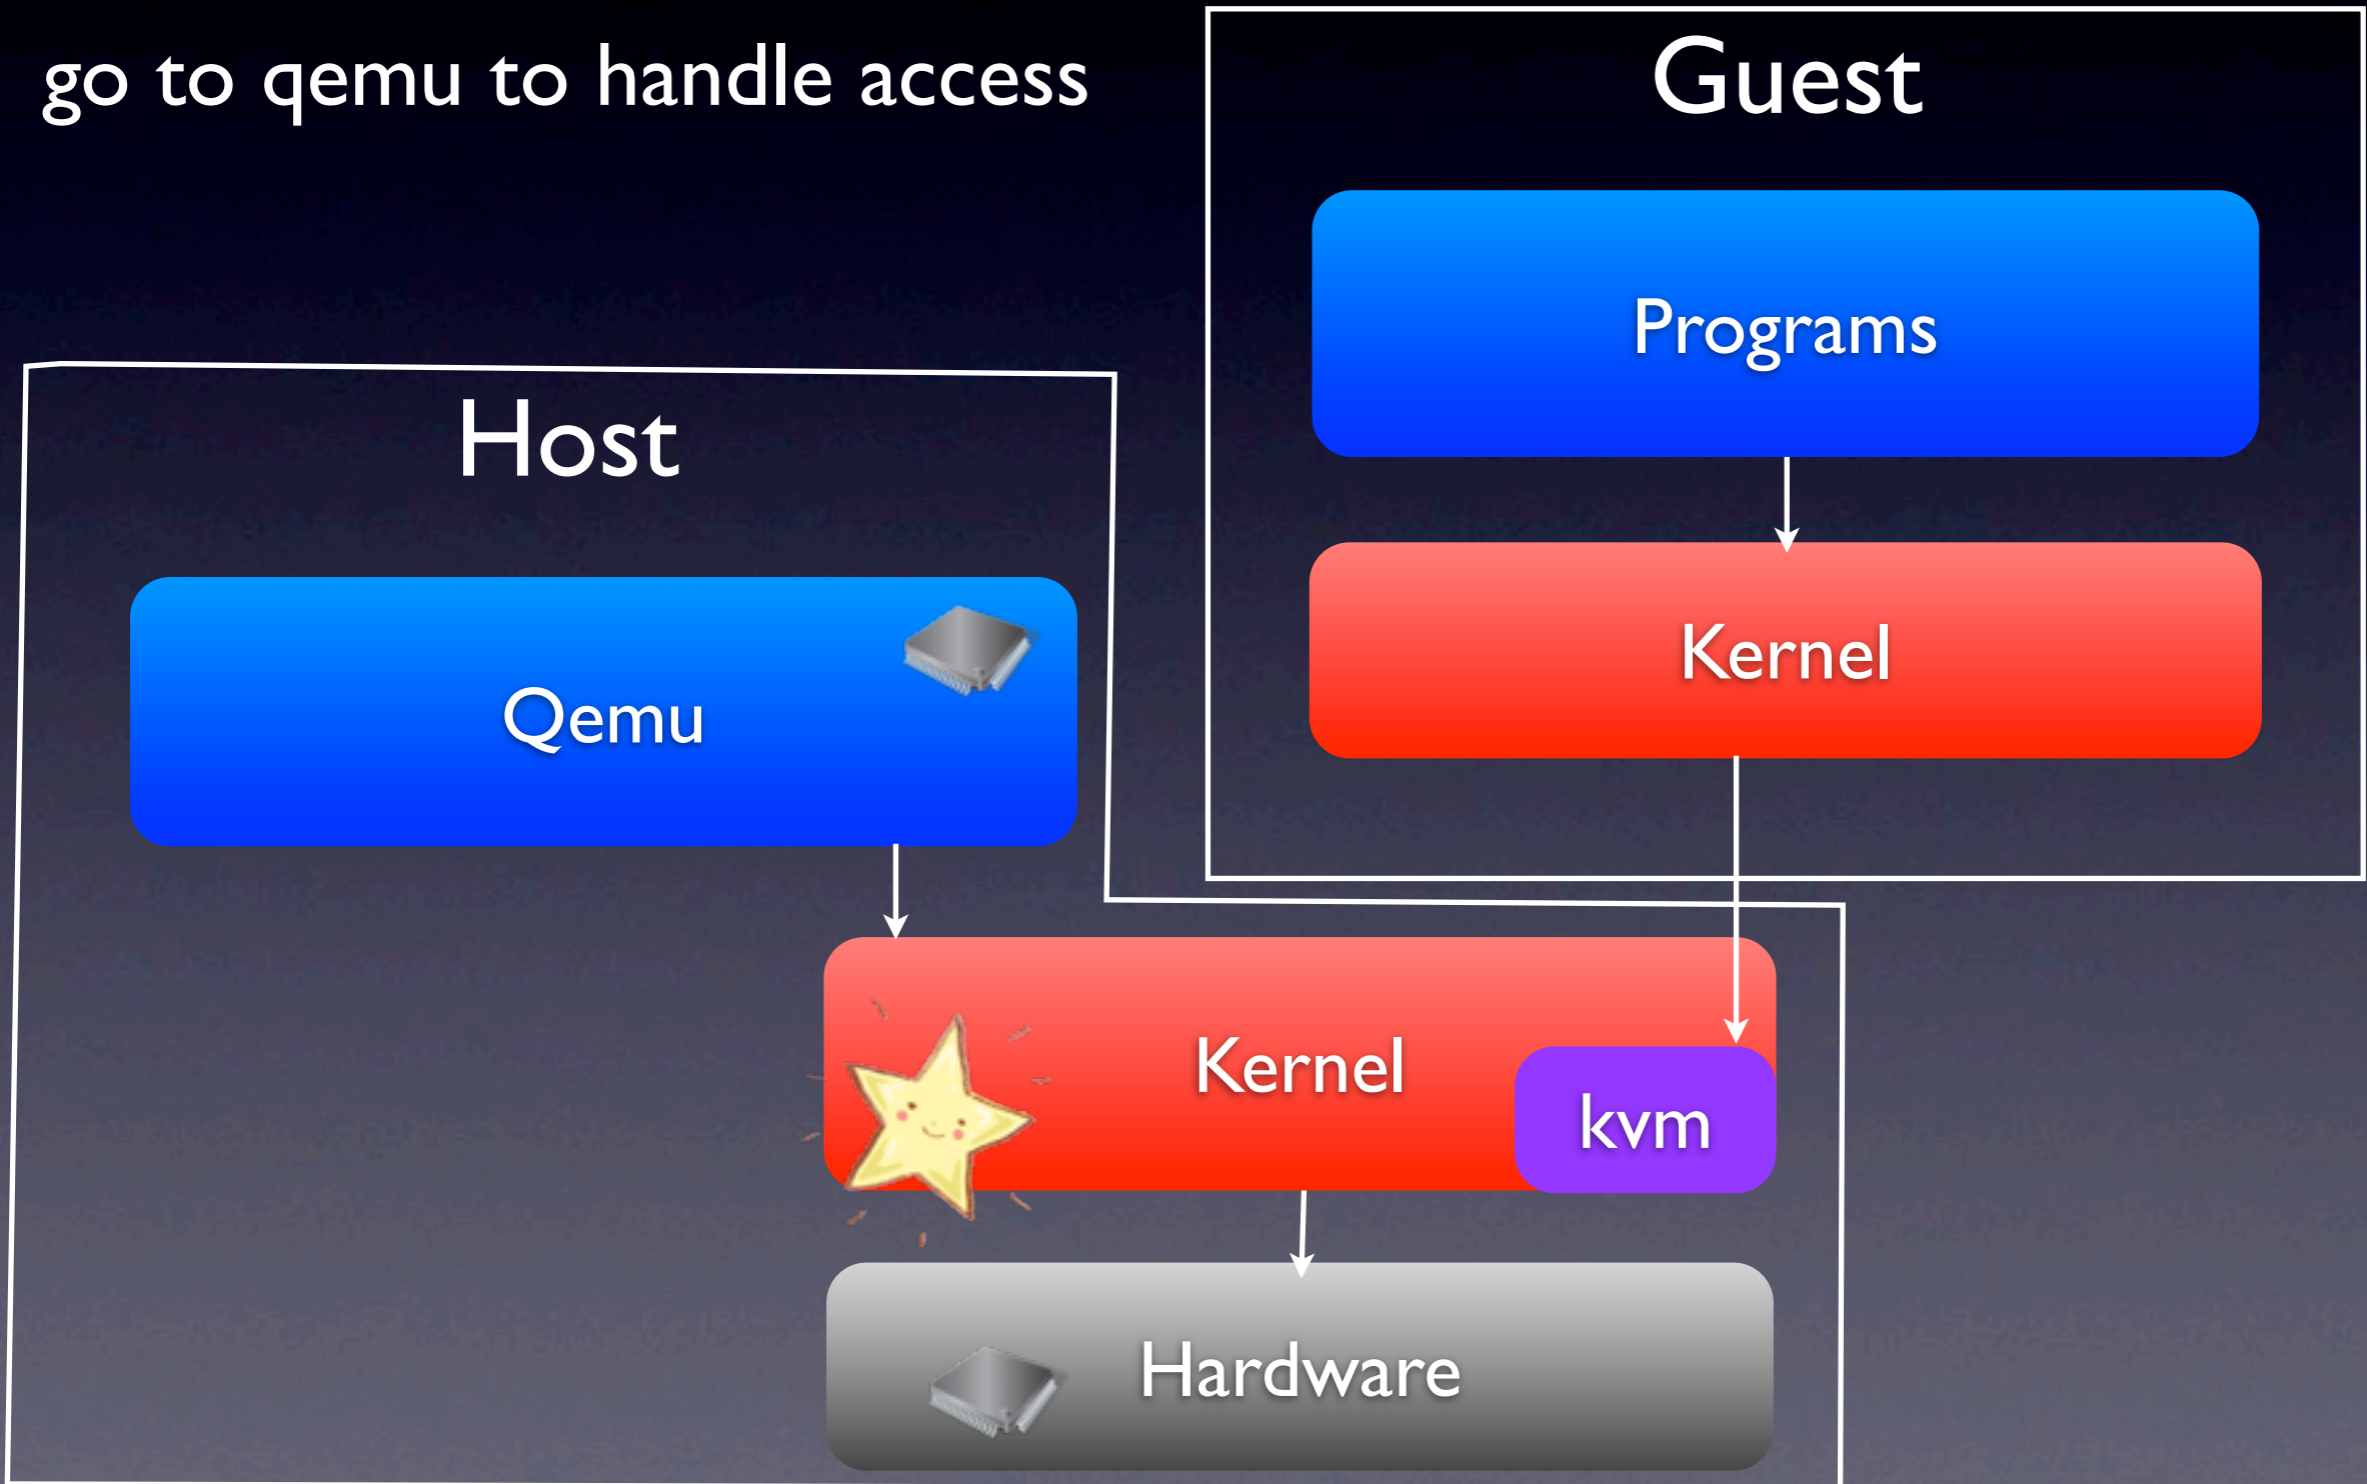 go to qemu to handle access
Guest
Programs
Host
Kernel
Qemu
Kernel
kvm
Hardware